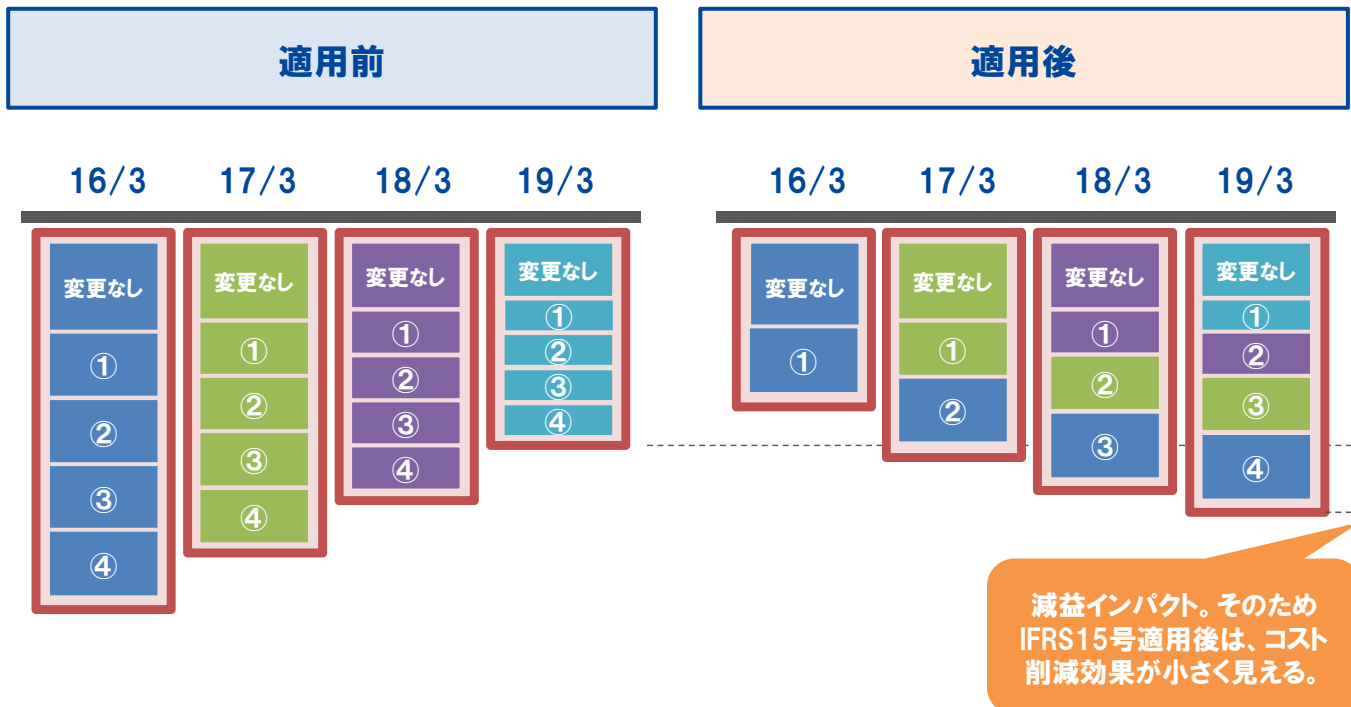 適用前
16/3 17/3 18/3 19/3
変更なし 変更なし 変更なし 変更なし
① ① ① ①
② ② ② ②
③ ③ ③ ③
④ ④ ④ ④
適用後
16/3 17/3 18/3 19/3
変更なし 変更なし 変更なし 変更なし
① ① ① ①
② ② ②
③ ③
④
減益インパクト。そのため
IFRS15号適用後は、コスト
削減効果が小さく見える。